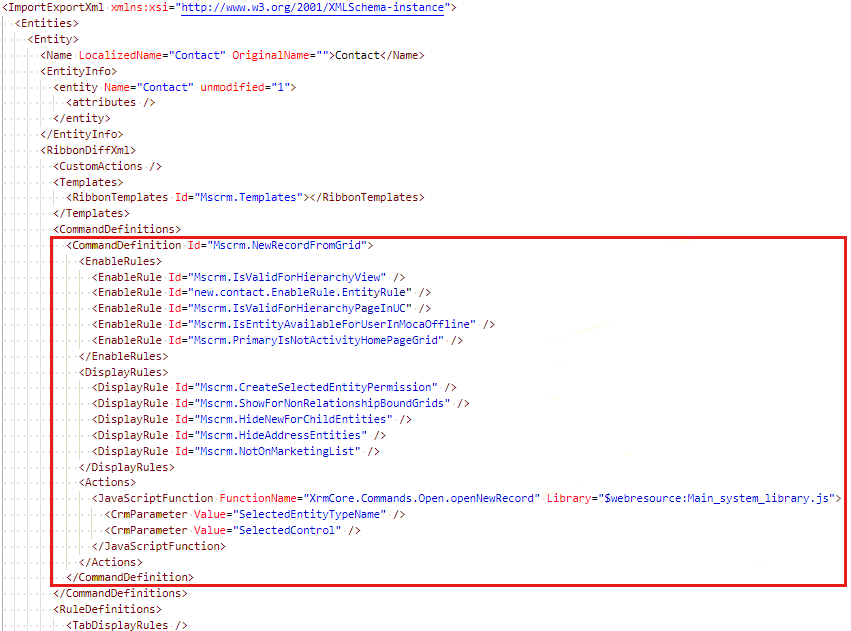 <ImportExportXml xmlns:xsi="http://www.w3.org/2001/XMLSchema-instance">
<Entities>
<Entity>
<Name LocalizedName="Contact" OriginalName="">Contact</Name>
<EntityInfo>
<entity Name="Contact" unmodified="1">
<attributes />
</entity>
</EntityInfo>
<RibbonDiffXml>
<CustomActions />
<Templates>
<RibbonTemplates Id="Mscrm.Templates"></RibbonTemplates>
</Templates>
<CommandDefinitions>
<CommandDefinition Id="Mscrm.NewRecordFromGrid">
<EnableRules>
<EnableRule Id="Mscrm.IsValidForHierarchyView" />
<EnableRule Id="new.contact.EnableRule.EntityRule" />
<EnableRule Id="Mscrm.IsValidForHierarchyPageInUC" />
<EnableRule Id="Mscrm.IsEntityAvailableForUserInMocaOffline" />
<EnableRule Id="Mscrm.PrimaryIsNotActivityHomePageGrid" />
</EnableRules>
<DisplayRules>
<DisplayRule Id="Mscrm.CreateSelectedEntityPermission" />
<DisplayRule Id="Mscrm.ShowForNonRelationshipBoundGrids" />
<DisplayRule Id="Mscrm.HideNewForChildEntities" />
<DisplayRule Id="Mscrm.HideAddressEntities" />
<DisplayRule Id="Mscrm.NotOnMarketingList" />
</DisplayRules>
<Actions>
<JavaScriptFunction FunctionName="XrmCore.Commands.Open.openNewRecord" Library="$webresource:Main_system_library.js">
<CrmParameter Value="SelectedEntityTypeName" />
<CrmParameter Value="SelectedControl" />
</JavaScriptFunction>
</Actions>
</CommandDefinition>
</CommandDefinitions>
<RuleDefinitions>
<TabDisplayRules />